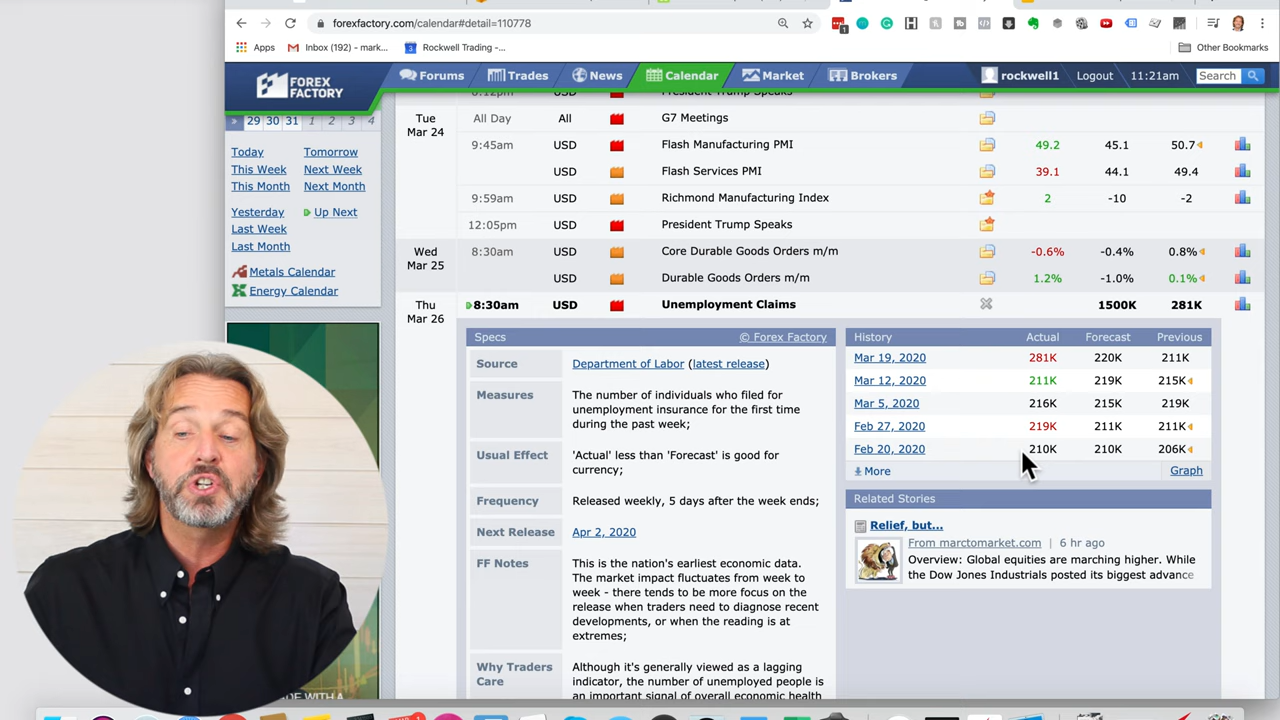 forexfactory.com/calendar#detail=110778
Apps
Inbox (192) - mark...
Rockwell Trading -...
Other Bookmarks
FOREX
FACTORY
Forums
Trades
News
Calendar
Market
Brokers
rockwell1
Logout
11:21am
Search
» 29 30 31 1 2 3 4
Today Tomorrow
This Week Next Week
This Month Next Month
Yesterday Up Next
Last Week
Last Month
Metals Calendar
Energy Calendar
6:12pm USD President Trump Speaks
Tue
Mar 24
All Day All G7 Meetings
9:45am USD Flash Manufacturing PMI 49.2 45.1 50.7
USD Flash Services PMI 39.1 44.1 49.4
9:59am USD Richmond Manufacturing Index 2 -10 -2
12:05pm USD President Trump Speaks
Wed
Mar 25
8:30am USD Core Durable Goods Orders m/m -0.6% -0.4% 0.8%
USD Durable Goods Orders m/m 1.2% -1.0% 0.1%
Thu
Mar 26
8:30am USD Unemployment Claims 1500K 281K
Specs © Forex Factory
Source Department of Labor (latest release)
Measures The number of individuals who filed for
unemployment insurance for the first time
during the past week;
Usual Effect 'Actual' less than 'Forecast' is good for
currency;
Frequency Released weekly, 5 days after the week ends;
Next Release Apr 2, 2020
FF Notes This is the nation's earliest economic data.
The market impact fluctuates from week to
week - there tends to be more focus on the
release when traders need to diagnose recent
developments, or when the reading is at
extremes;
Why Traders
Care
Although it's generally viewed as a lagging
indicator, the number of unemployed people is
an important signal of overall economic health
History Actual Forecast Previous
Mar 19, 2020 281K 220K 211K
Mar 12, 2020 211K 219K 215K
Mar 5, 2020 216K 215K 219K
Feb 27, 2020 219K 211K 211K
Feb 20, 2020 210K 210K 206K
More Graph
Related Stories
Relief, but...
From marctomarket.com | 6 hr ago
Overview: Global equities are marching higher. While
the Dow Jones Industrials posted its biggest advance
WITH A